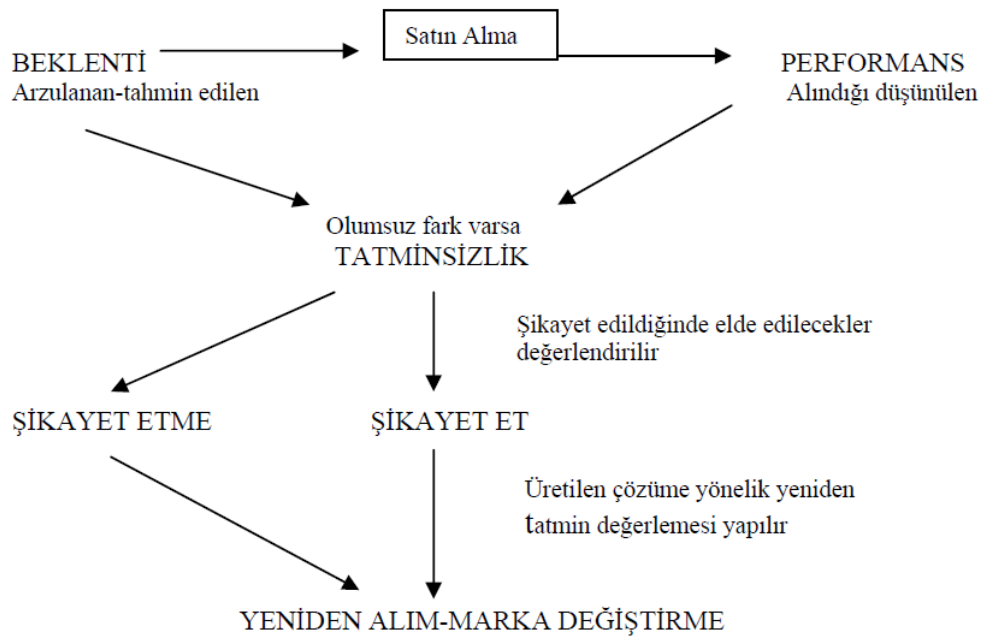 Satın Alma
BEKLENTİ
Arzulanan-tahmin edilen
PERFORMANS
Alındığı düşünülen
Olumsuz fark varsa
TATMİNSİZLİK
Şikayet edildiğinde elde edilecekler
değerlendirilir
ŞİKAYET ETME
ŞİKAYET ET
Üretilen çözüme yönelik yeniden
tatmin değerlemesi yapılır
YENİDEN ALIM-MARKA DEĞİŞTİRME